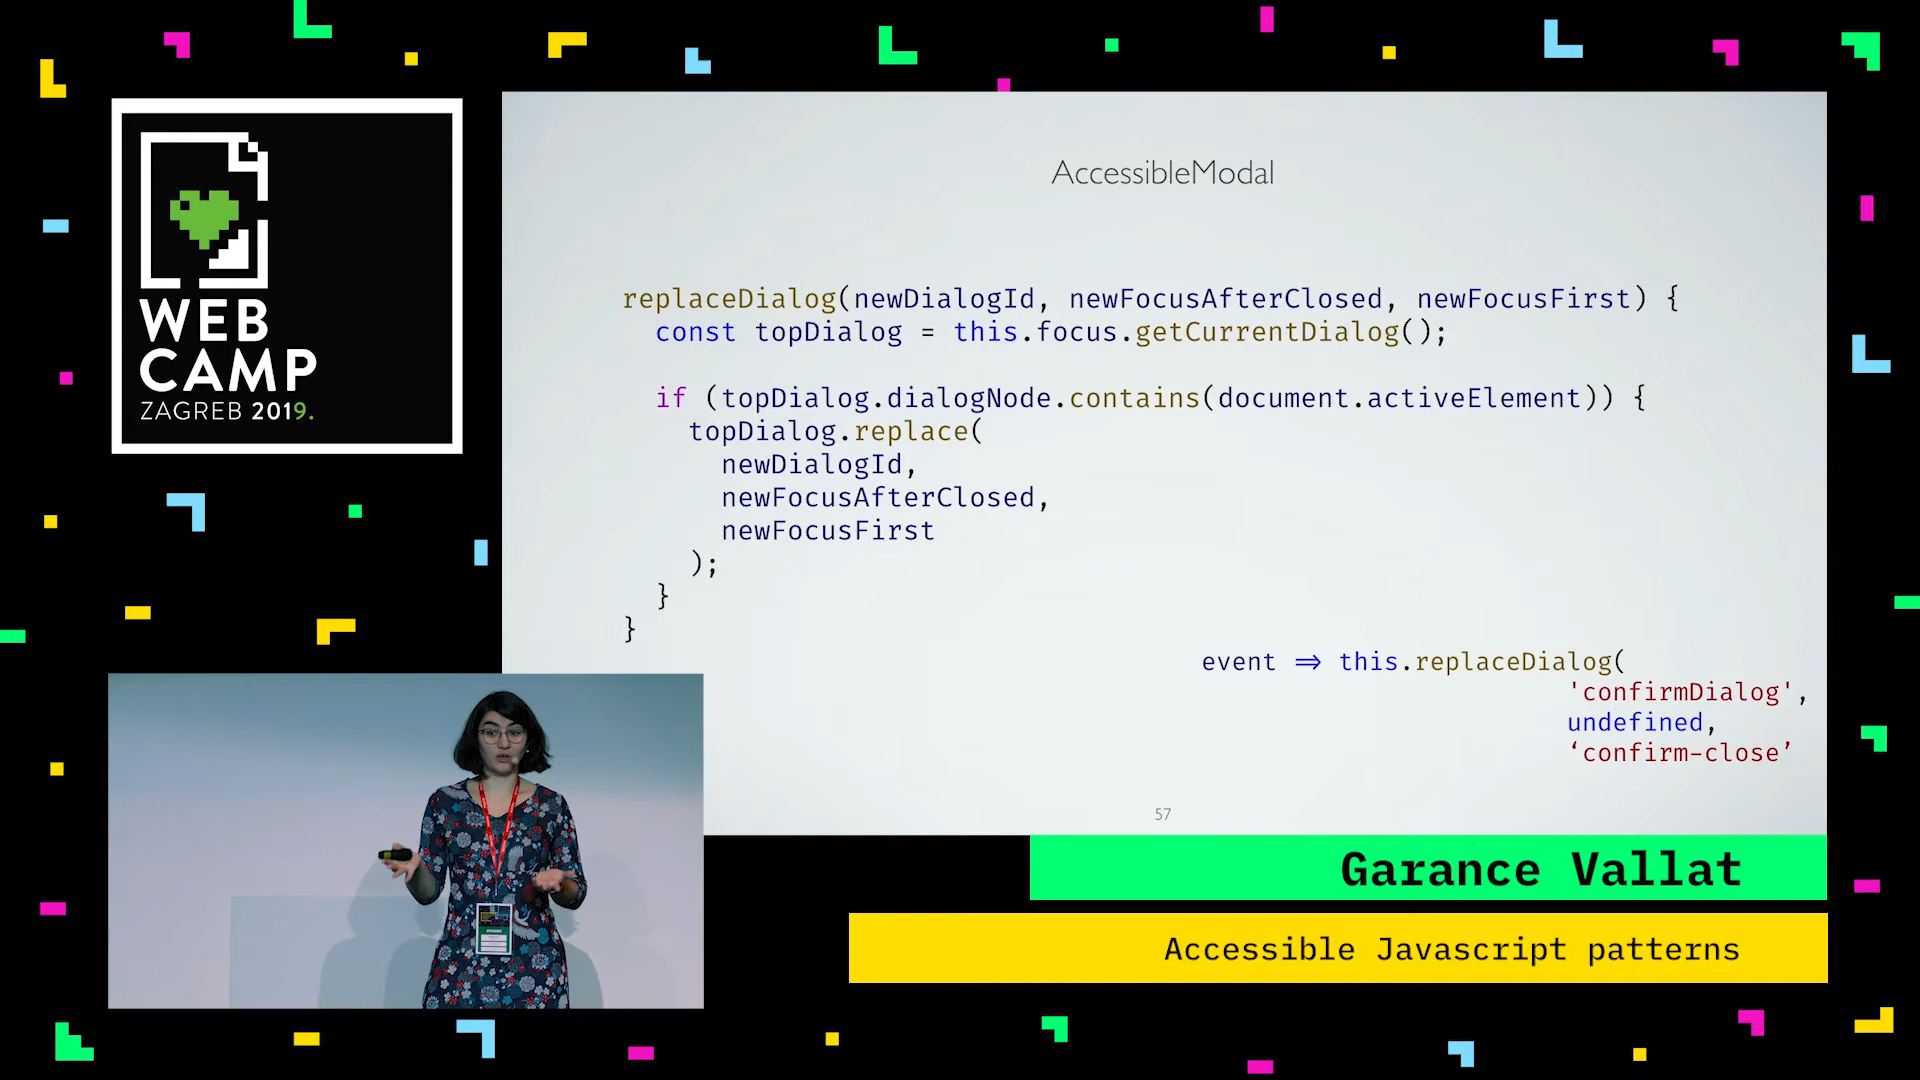 WEB
CAMP
ZAGREB 2019.
AccessibleModal
replaceDialog(newDialogId, newFocusAfterClosed, newFocusFirst) {
const topDialog = this.focus.getCurrentDialog();
if (topDialog.dialogNode.contains(document.activeElement)) {
topDialog.replace(
newDialogId,
newFocusAfterClosed,
newFocusFirst
);
}
}
event => this.replaceDialog(
'confirmDialog',
undefined,
‘confirm-close’
57
Garance Vallat
Accessible Javascript patterns